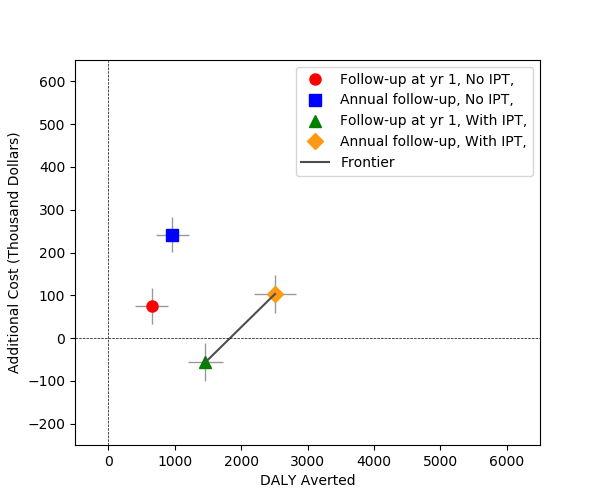 Follow-up at yr 1, No IPT,
Annual follow-up, No IPT,
Follow-up at yr 1, With IPT,
Annual follow-up, With IPT,
Frontier
Additional Cost (Thousand Dollars)
600
500
400
300
200
100
0
−100
−200
0 1000 2000 3000 4000 5000 6000
DALY Averted